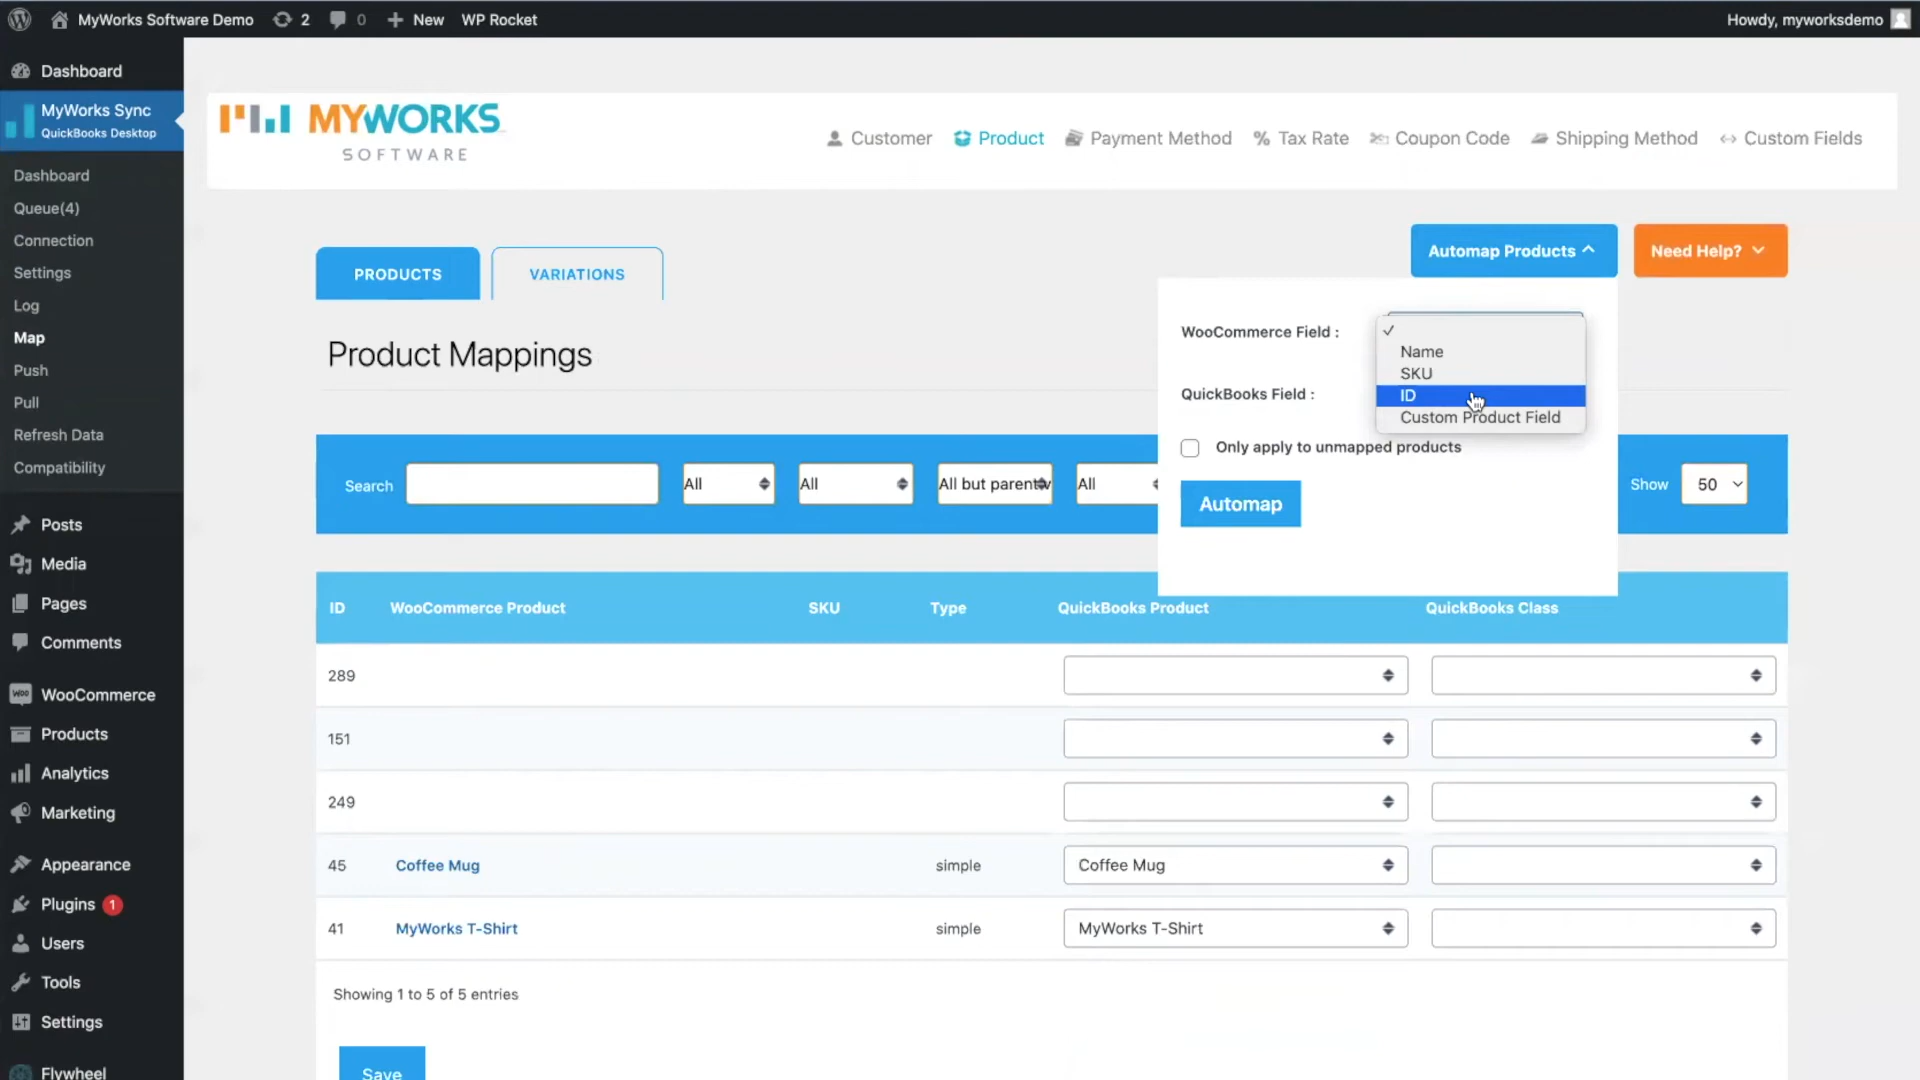 MyWorks Software Demo 2 0 New WP Rocket Howdy, myworksdemo
Dashboard
MyWorks Sync
QuickBooks Desktop
Dashboard
Queue(4)
Connection
Settings
Log
Map
Push
Pull
Refresh Data
Compatibility
Posts
Media
Pages
Comments
Woo WooCommerce
Products
Analytics
Marketing
Appearance
Plugins 1
Users
Tools
Settings
Flywheel
MYWORKS
SOFTWARE
Customer Product Payment Method % Tax Rate Coupon Code Shipping Method Custom Fields
PRODUCTS VARIATIONS
Automap Products Need Help?
WooCommerce Field :
Name
SKU
ID
Custom Product Field
QuickBooks Field :
Only apply to unmapped products
Automap
Product Mappings
Search All All All but parent v All Show 50
ID WooCommerce Product SKU Type QuickBooks Product QuickBooks Class
289
151
249
45 Coffee Mug simple Coffee Mug
41 MyWorks T-Shirt simple MyWorks T-Shirt
Showing 1 to 5 of 5 entries
Save